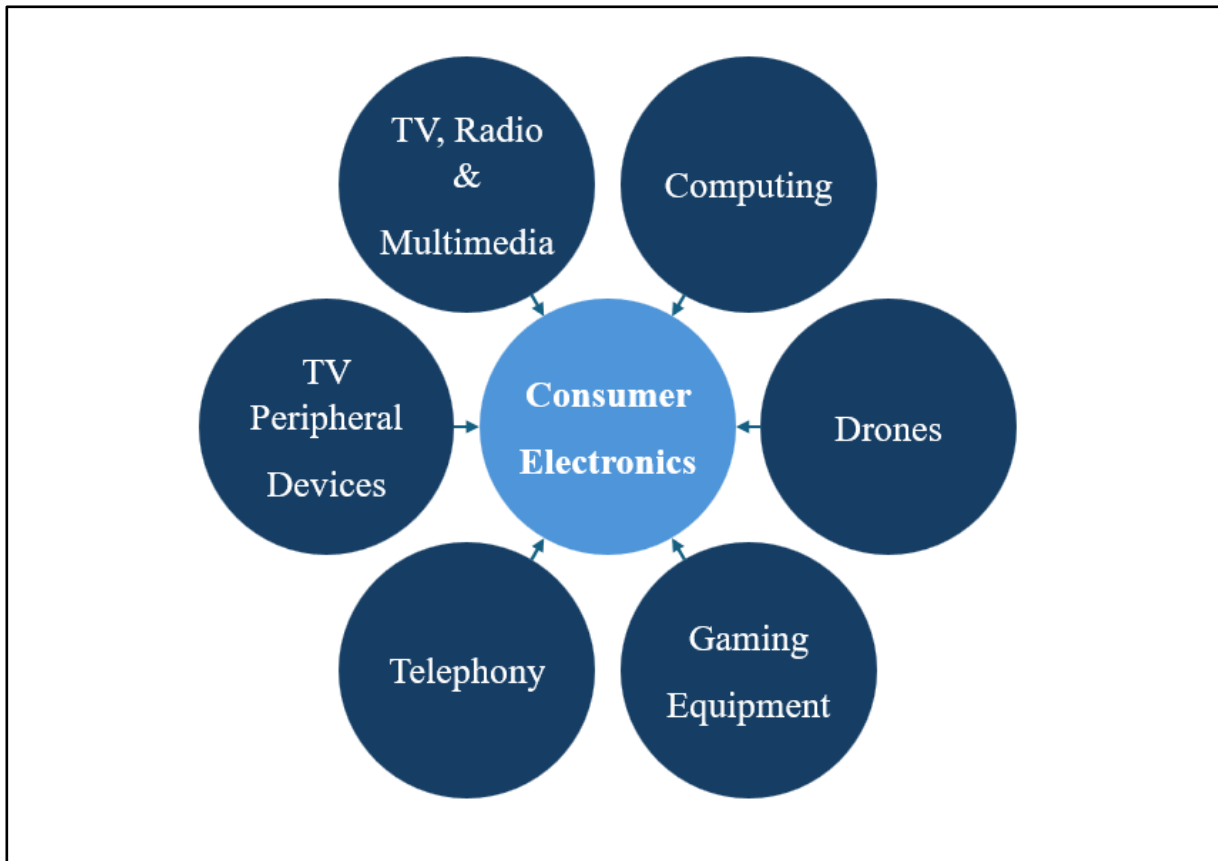 TV, Radio
&
Multimedia
Computing
TV
Peripheral
Devices
Consumer
Electronics
Drones
Telephony
Gaming
Equipment